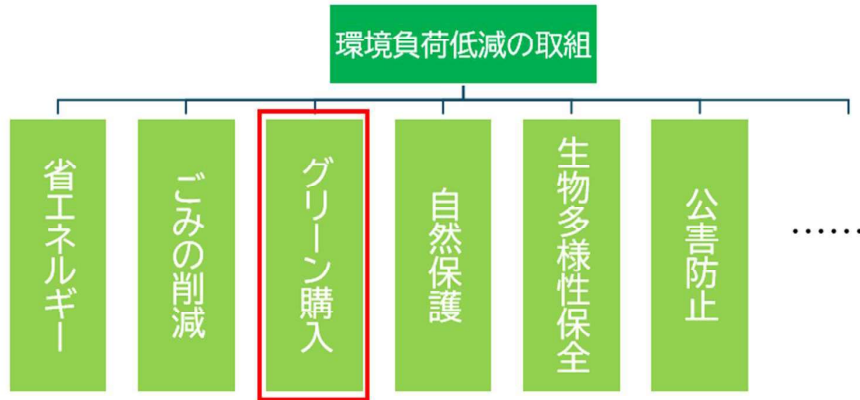 環境負荷低減の取組
省エネルギー
ごみの削減
グリーン購入
自然保護
生物多様性保全
公害防止
……